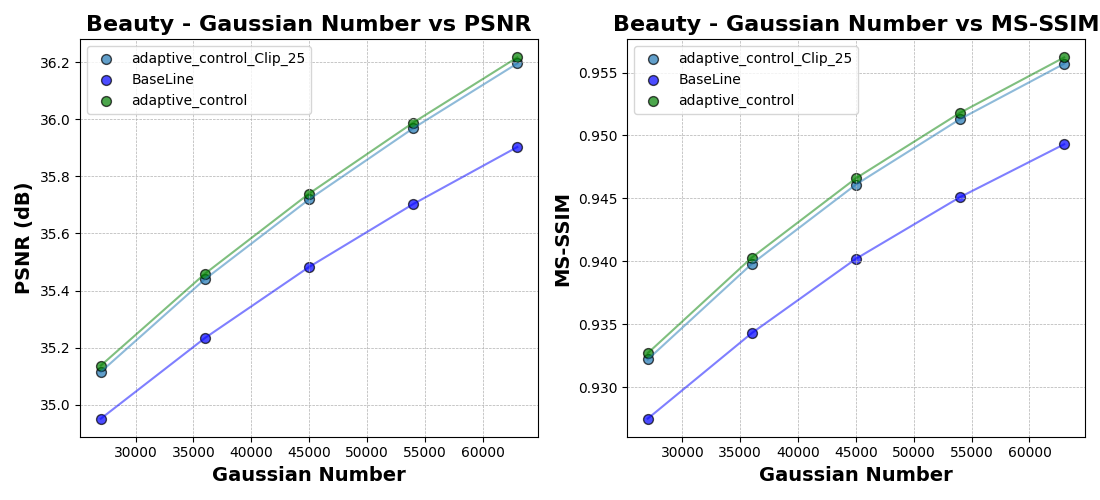 Beauty - Gaussian Number vs PSNR
adaptive_control_Clip_25
BaseLine
adaptive_control
36.2
36.0
35.8
35.6
35.4
35.2
35.0
PSNR (dB)
30000 35000 40000 45000 50000 55000 60000
Gaussian Number
Beauty - Gaussian Number vs MS-SSIM
adaptive_control_Clip_25
BaseLine
adaptive_control
0.955
0.950
0.945
0.940
0.935
0.930
MS-SSIM
30000 35000 40000 45000 50000 55000 60000
Gaussian Number